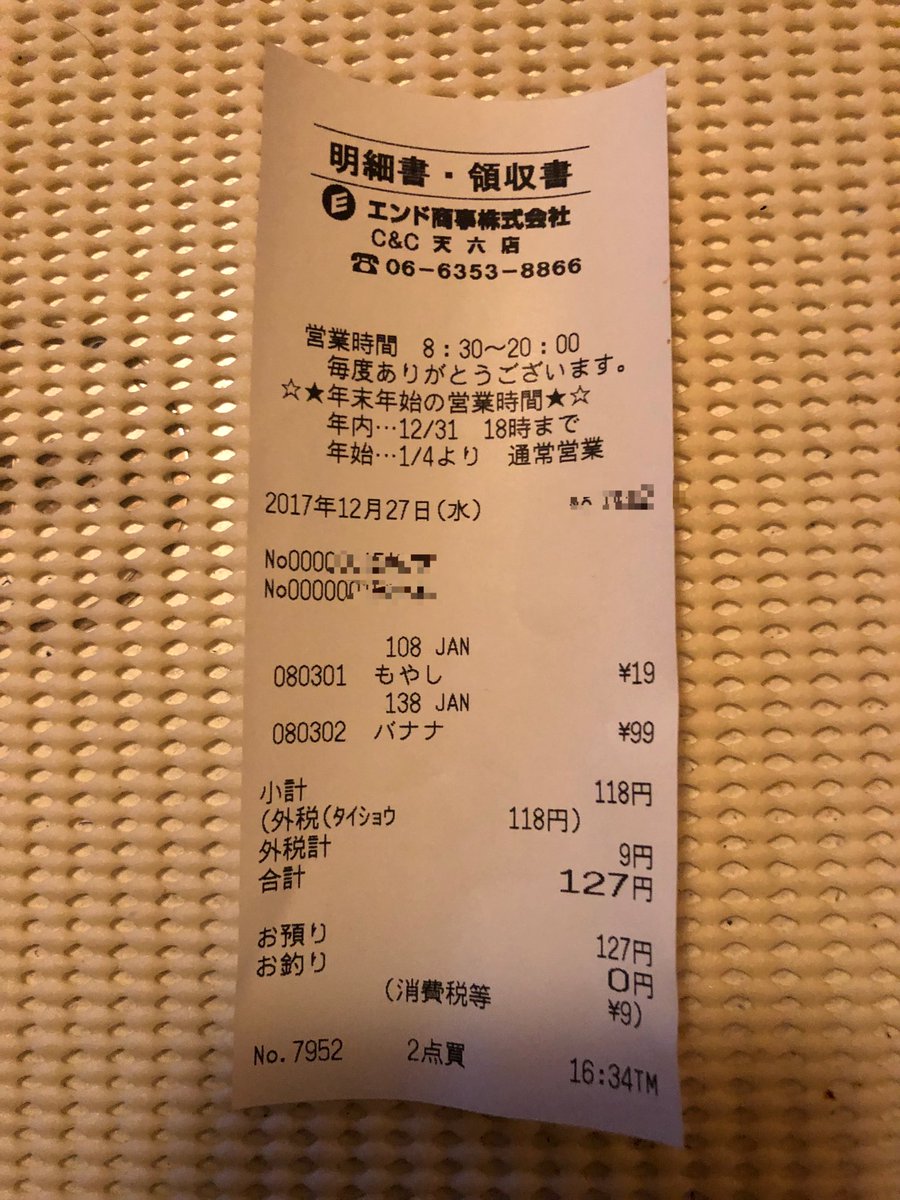 明細書・領収書
E エンド商事株式会社
C&C 天六店
☎06-6353-8866
営業時間 8:30～20:00
毎度ありがとうございます。
☆★年末年始の営業時間★☆
年内…12/31 18時まで
年始…1/4より 通常営業
2017年12月27日(水)
No0000
No000000
108 JAN
080301 もやし ¥19
138 JAN
080302 バナナ ¥99
小計 118円
(外税(タイショウ 118円)
外税計 9円
合計 127円
お預り 127円
お釣り 0円
(消費税等 ¥9)
No.7952 2点買 16:34TM